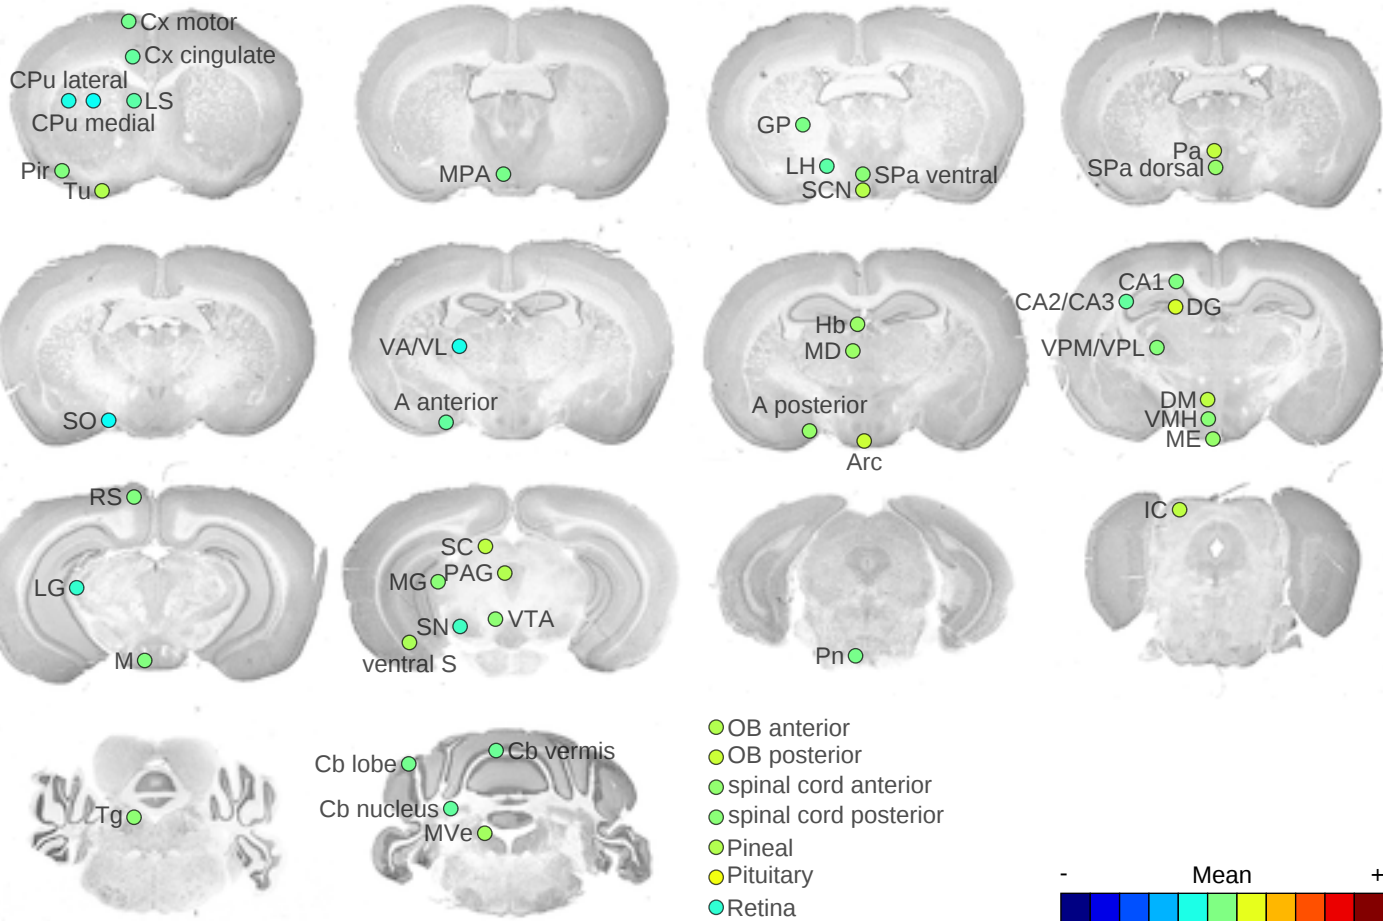 Cx motor
Cx cingulate
CPu lateral
LS
CPu medial
Pir
Tu
MPA
GP
LH
SPa ventral
SCN
Pa
SPa dorsal
SO
VA/VL
A anterior
Hb
MD
A posterior
Arc
CA1
CA2/CA3
DG
VPM/VPL
DM
VMH
ME
RS
LG
M
SC
PAG
MG
VTA
SN
ventral S
Pn
IC
Tg
Cb lobe
Cb vermis
Cb nucleus
MVe
OB anterior
OB posterior
spinal cord anterior
spinal cord posterior
Pineal
Pituitary
Retina
- Mean +